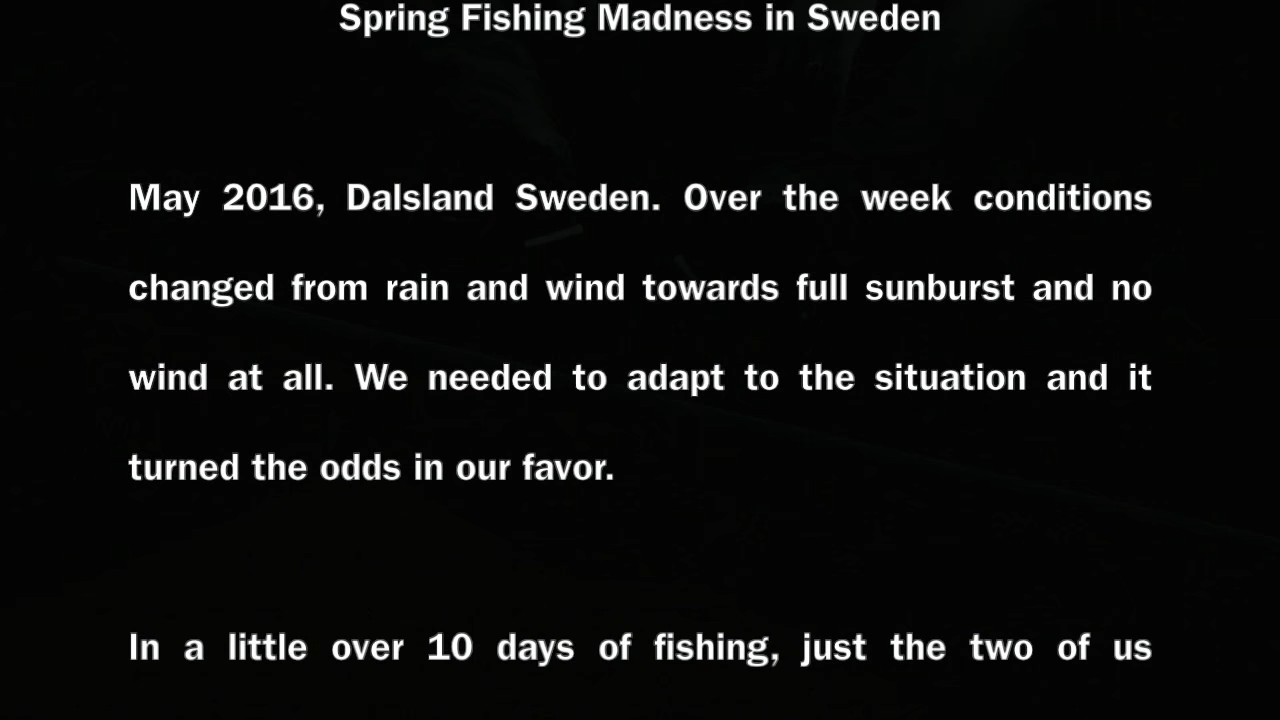 Spring Fishing Madness in Sweden
May 2016, Dalsland Sweden. Over the week conditions
changed from rain and wind towards full sunburst and no
wind at all. We needed to adapt to the situation and it
turned the odds in our favor.
In a little over 10 days of fishing, just the two of us